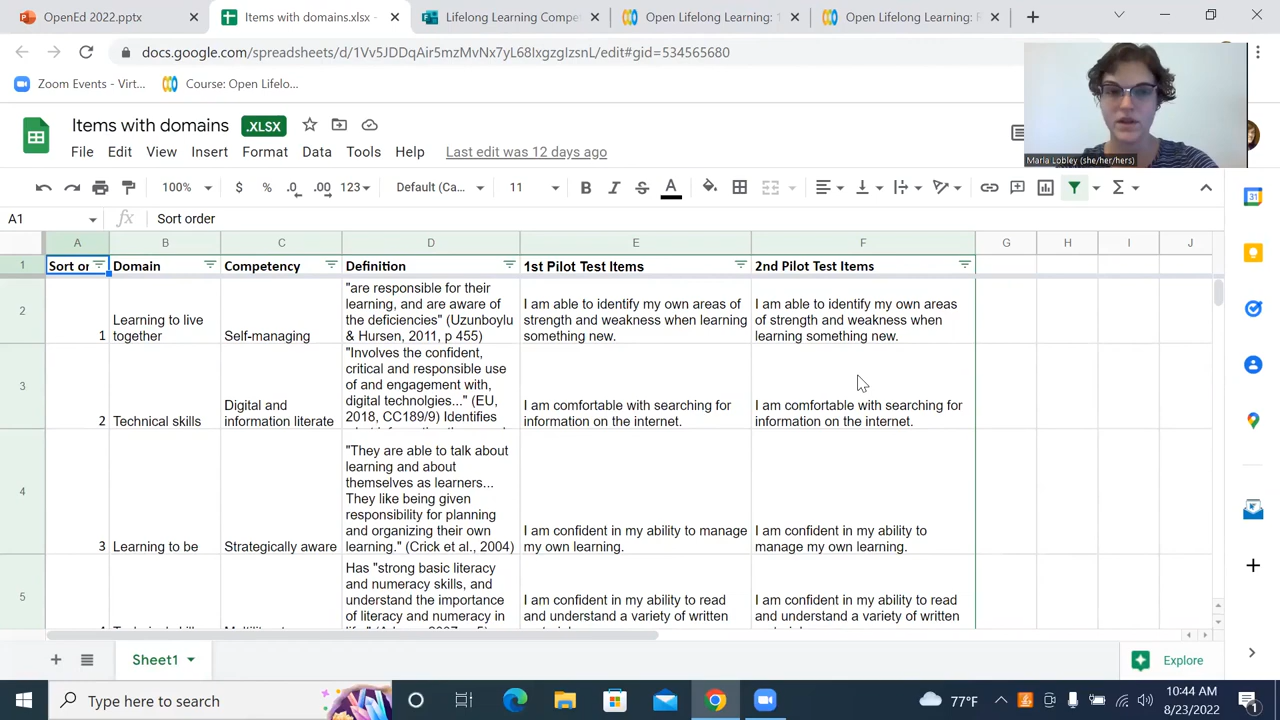 OpenEd 2022.pptx
Items with domains.xlsx -
Lifelong Learning Compe
Open Lifelong Learning: 1
Open Lifelong Learning: F
docs.google.com/spreadsheets/d/1Vv5JDDqAir5mzMvNx7yL68IxgzgIzsnL/edit#gid=534565680
Zoom Events - Virt...
Course: Open Lifelo...
Items with domains
.XLSX
File Edit View Insert Format Data Tools Help Last edit was 12 days ago
Marla Lobley (she/her/hers)
100% $ % .0 .00 123 Default (Ca... 11 B I S A
31
A1 fx Sort order
A B C D E F G H I J
1 Sort or Domain Competency Definition 1st Pilot Test Items 2nd Pilot Test Items
2
1
Learning to live
together
Self-managing
"are responsible for their
learning, and are aware of
the deficiencies" (Uzunboylu
& Hursen, 2011, p 455)
I am able to identify my own areas of
strength and weakness when learning
something new.
I am able to identify my own areas
of strength and weakness when
learning something new.
3
2
Technical skills
Digital and
information literate
"Involves the confident,
critical and responsible use
of and engagement with,
digital technolgies..." (EU,
2018, CC189/9) Identifies
I am comfortable with searching for
information on the internet.
I am comfortable with searching for
information on the internet.
4
3
Learning to be
Strategically aware
"They are able to talk about
learning and about
themselves as learners...
They like being given
responsibility for planning
and organizing their own
learning." (Crick et al., 2004)
I am confident in my ability to manage
my own learning.
I am confident in my ability to
manage my own learning.
5
Has "strong basic literacy
and numeracy skills, and
understand the importance
of literacy and numeracy in
I am confident in my ability to read
and understand a variety of written
I am confident in my ability to read
and understand a variety of written
Sheet1
Explore
Type here to search
77°F
10:44 AM
8/23/2022
1